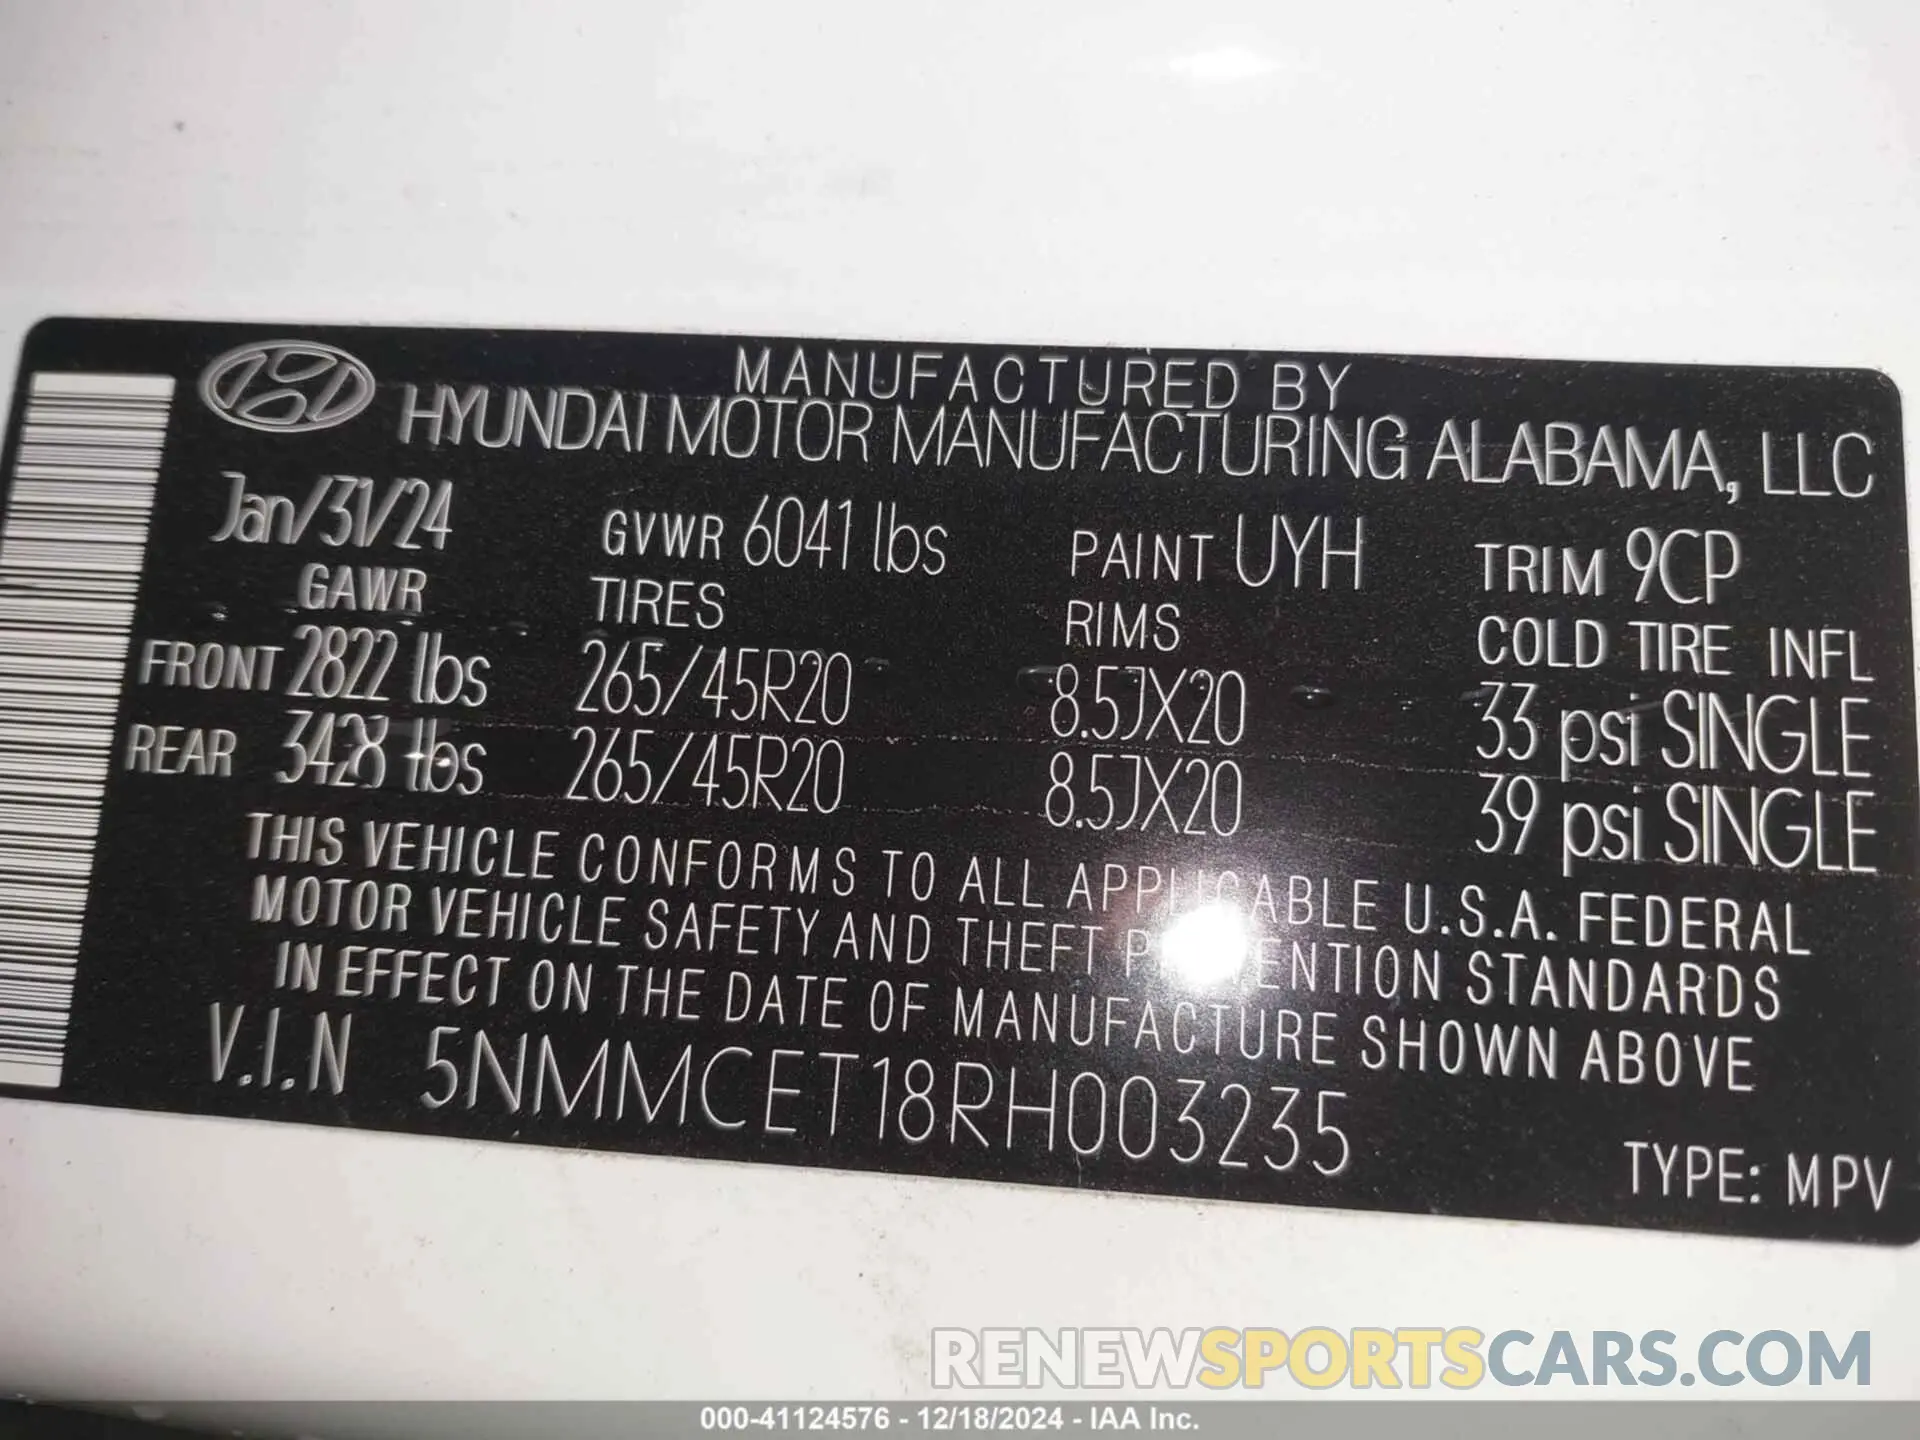 MANUFACTURED BY
HYUNDAI MOTOR MANUFACTURING ALABAMA, LLC
Jan/31/24 GVWR 6041 lbs PAINT UYH TRIM 9CP
GAWR TIRES RIMS COLD TIRE INFL
FRONT 2822 lbs 265/45R20 8.5JX20 33 psi SINGLE
REAR 3428 lbs 265/45R20 8.5JX20 39 psi SINGLE
THIS VEHICLE CONFORMS TO ALL APPLICABLE U.S.A. FEDERAL
MOTOR VEHICLE SAFETY AND THEFT PREVENTION STANDARDS
IN EFFECT ON THE DATE OF MANUFACTURE SHOWN ABOVE
V.I.N 5NMMCET18RH003235
TYPE: MPV
RENEWSPORTSCARS.COM
000-41124576 - 12/18/2024 - IAA Inc.